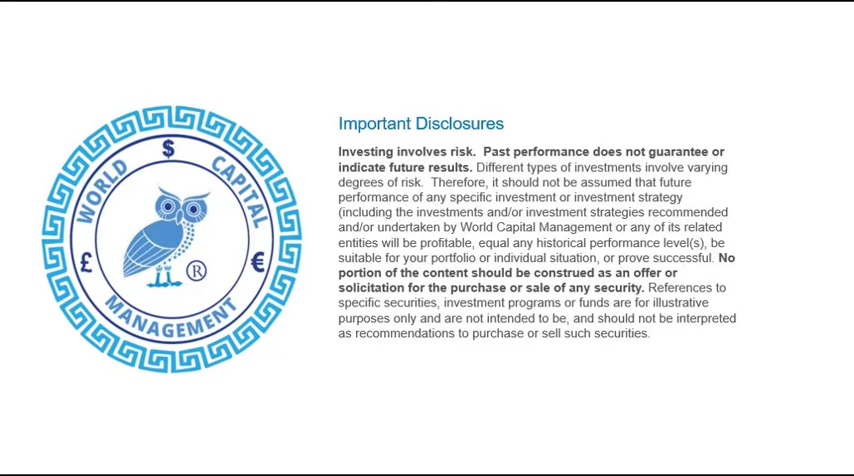 $
WORLD CAPITAL
£ € 
®
MANAGEMENT
Important Disclosures
Investing involves risk.  Past performance does not guarantee or
indicate future results. Different types of investments involve varying
degrees of risk.  Therefore, it should not be assumed that future
performance of any specific investment or investment strategy
(including the investments and/or investment strategies recommended
and/or undertaken by World Capital Management or any of its related
entities will be profitable, equal any historical performance level(s), be
suitable for your portfolio or individual situation, or prove successful. No
portion of the content should be construed as an offer or
solicitation for the purchase or sale of any security. References to
specific securities, investment programs or funds are for illustrative
purposes only and are not intended to be, and should not be interpreted
as recommendations to purchase or sell such securities.